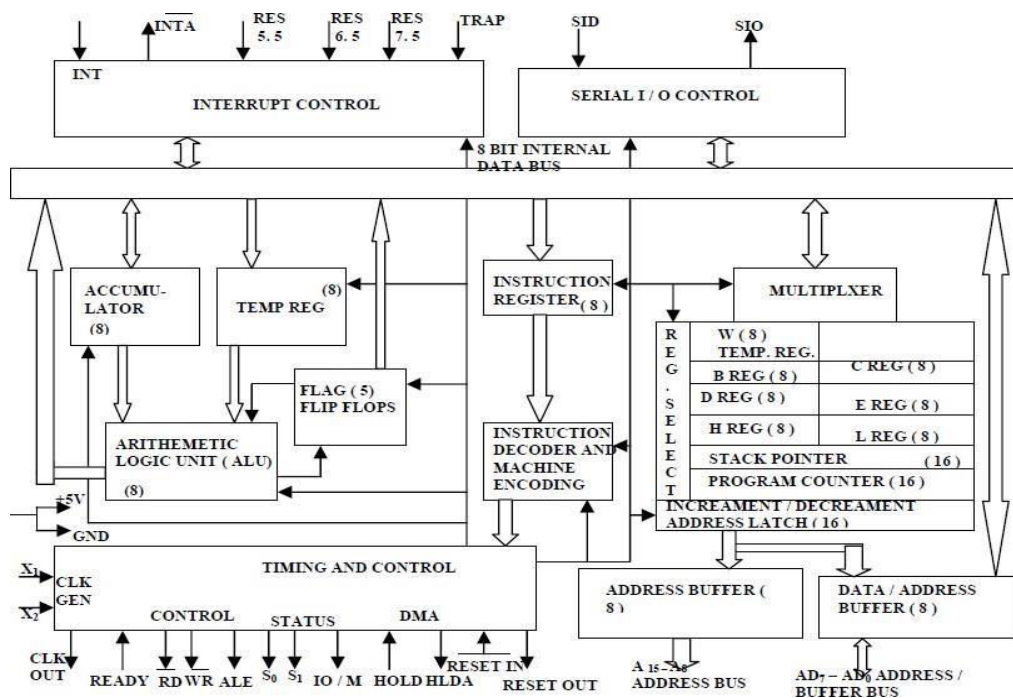 INTA
RES
5. 5
RES
6. 5
RES
7. 5
TRAP
SID
SIO
INT
INTERRUPT CONTROL
SERIAL I / O CONTROL
8 BIT INTERNAL
DATA BUS
ACCUMU-
LATOR
(8)
(8)
TEMP REG
INSTRUCTION
REGISTER ( 8 )
MULTIPLXER
R
E
G
.
S
E
L
E
C
T
W ( 8 )
TEMP. REG.
B REG ( 8 )
C REG ( 8 )
D REG ( 8 )
E REG ( 8 )
H REG ( 8 )
L REG ( 8 )
STACK POINTER ( 16 )
PROGRAM COUNTER ( 16 )
INCREAMENT / DECREAMENT
ADDRESS LATCH ( 16 )
FLAG ( 5 )
FLIP FLOPS
ARITHEMETIC
LOGIC UNIT ( ALU )
(8)
INSTRUCTION
DECODER AND
MACHINE
ENCODING
+5V
GND
TIMING AND CONTROL
X1
CLK
GEN
X2
CONTROL
STATUS
DMA
ADDRESS BUFFER (
8 )
DATA / ADDRESS
BUFFER ( 8 )
CLK
OUT
READY
RD
WR
ALE
S0
S1
IO / M
HOLD
HLDA
RESET IN
RESET OUT
A 15 – A8
ADDRESS BUS
AD7 – AD0 ADDRESS /
BUFFER BUS